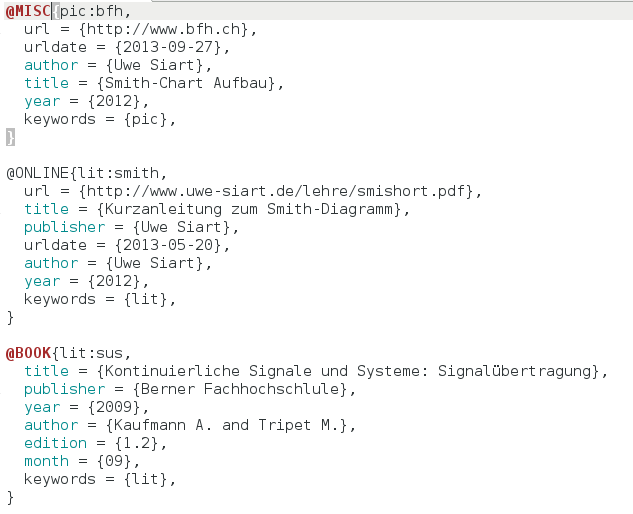 @MISC{pic:bfh,
  url = {http://www.bfh.ch},
  urldate = {2013-09-27},
  author = {Uwe Siart},
  title = {Smith-Chart Aufbau},
  year = {2012},
  keywords = {pic},
}

@ONLINE{lit:smith,
  url = {http://www.uwe-siart.de/lehre/smishort.pdf},
  title = {Kurzanleitung zum Smith-Diagramm},
  publisher = {Uwe Siart},
  urldate = {2013-05-20},
  author = {Uwe Siart},
  year = {2012},
  keywords = {lit},
}

@BOOK{lit:sus,
  title = {Kontinuierliche Signale und Systeme: Signalübertragung},
  publisher = {Berner Fachhochschlule},
  year = {2009},
  author = {Kaufmann A. and Tripet M.},
  edition = {1.2},
  month = {09},
  keywords = {lit},
}